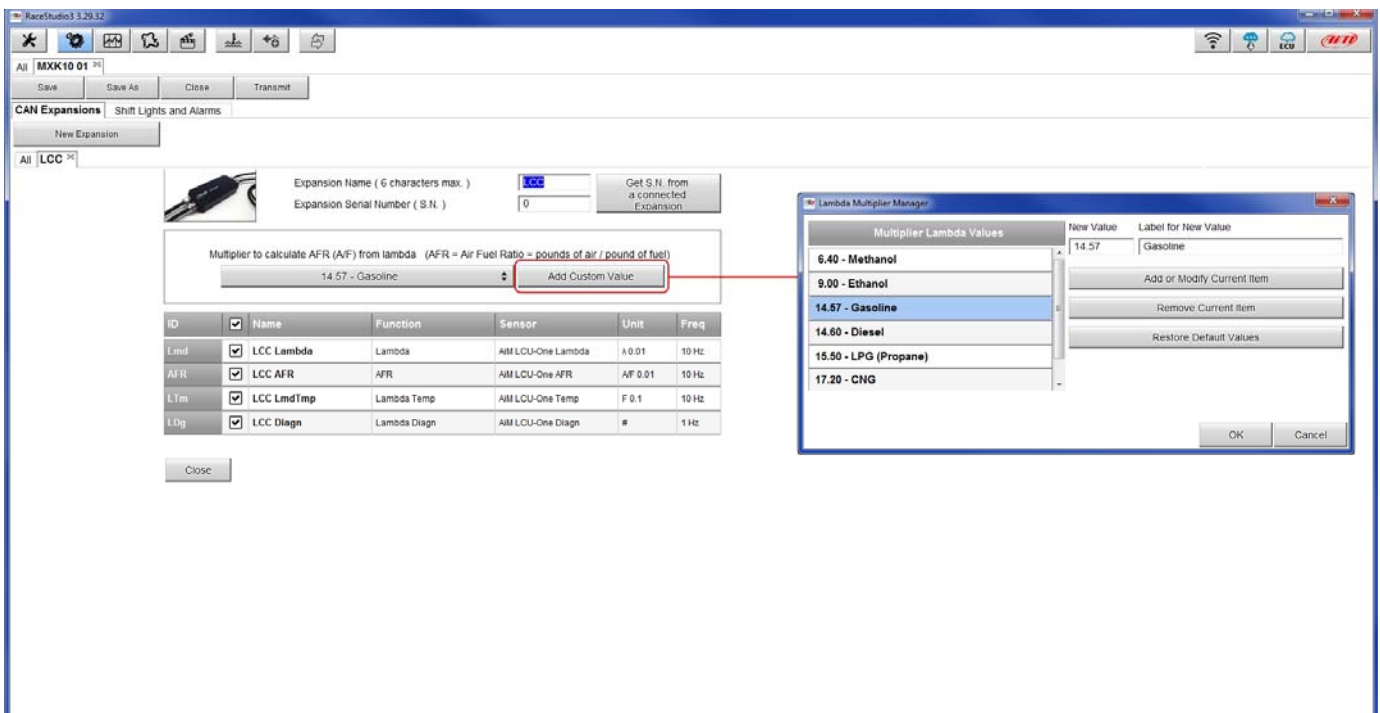 RaceStudio3 3.29.32
ECU
AiM
All MXK10 01
Save Save As Close Transmit
CAN Expansions Shift Lights and Alarms
New Expansion
All LCC
Expansion Name ( 6 characters max. ) LCC
Expansion Serial Number ( S.N. ) 0
Get S.N. from
a connected
Expansion
Multiplier to calculate AFR (A/F) from lambda (AFR = Air Fuel Ratio = pounds of air / pound of fuel)
14.57 - Gasoline Add Custom Value
ID Name Function Sensor Unit Freq
Lmd LCC Lambda Lambda AiM LCU-One Lambda λ 0.01 10 Hz
AFR LCC AFR AFR AiM LCU-One AFR A/F 0.01 10 Hz
LTm LCC LmdTmp Lambda Temp AiM LCU-One Temp F 0.1 10 Hz
LDg LCC Diagn Lambda Diagn AiM LCU-One Diagn # 1 Hz
Close
Lambda Multiplier Manager
Multiplier Lambda Values
6.40 - Methanol
9.00 - Ethanol
14.57 - Gasoline
14.60 - Diesel
15.50 - LPG (Propane)
17.20 - CNG
New Value Label for New Value
14.57 Gasoline
Add or Modify Current Item
Remove Current Item
Restore Default Values
OK Cancel